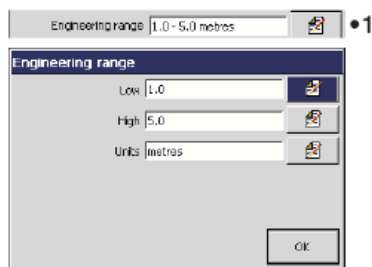 Engineering range 1.0 - 5.0 metres •1
Engineering range
Low 1.0
High 5.0
Units metres
OK